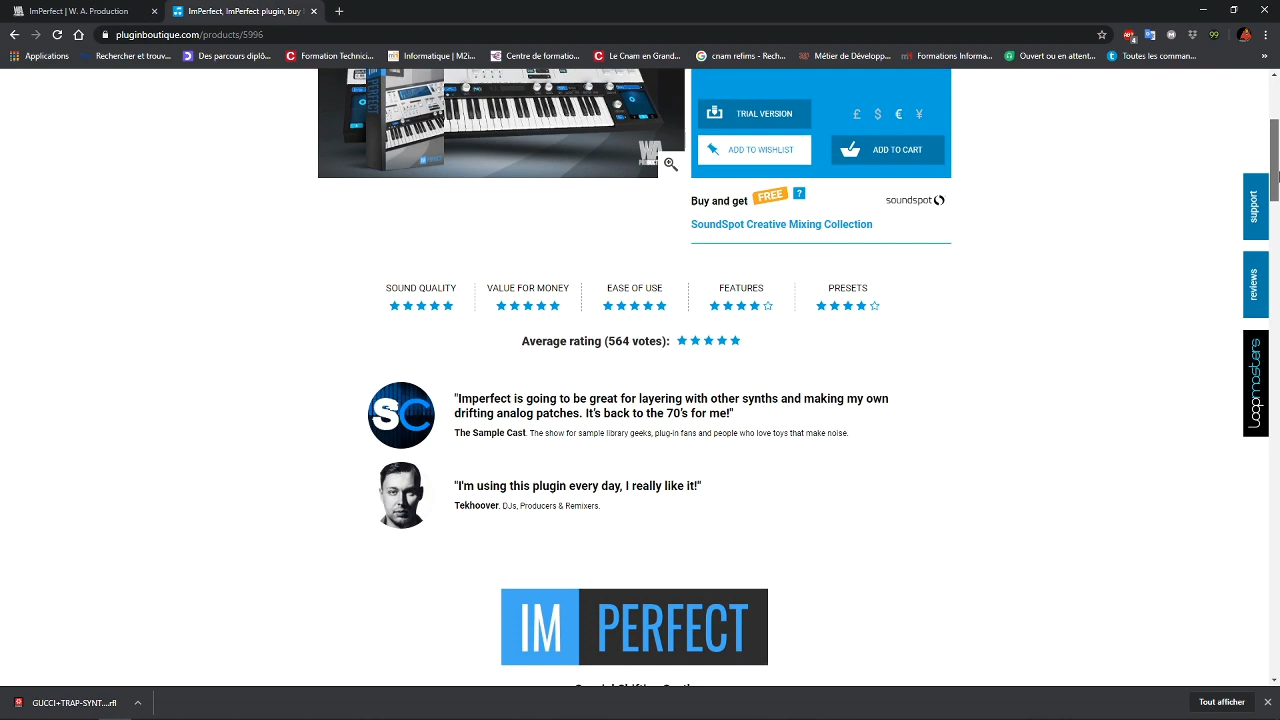 ImPerfect | W. A. Production
ImPerfect, ImPerfect plugin, buy
pluginboutique.com/products/5996
99
Applications
Rechercher et trouv...
Des parcours diplô...
Formation Technici...
Informatique | M2i...
Centre de formatio...
Le Cnam en Grand...
cnam refims - Rech...
Métier de Développ...
Formations Informa...
Ouvert ou en attent...
toutes les comman...
TRIAL VERSION
£ $ € ¥
ADD TO WISHLIST
ADD TO CART
IMPERFECT
Buy and get FREE ?
soundspot
SoundSpot Creative Mixing Collection
support
reviews
loopmasters
SOUND QUALITY
VALUE FOR MONEY
EASE OF USE
FEATURES
PRESETS
Average rating (564 votes):
SC
"Imperfect is going to be great for layering with other synths and making my own
drifting analog patches. It’s back to the 70’s for me!"
The Sample Cast. The show for sample library geeks, plug-in fans and people who love toys that make noise.
"I'm using this plugin every day, I really like it!"
Tekhoover. DJs, Producers & Remixers.
IM PERFECT
GUCCI+TRAP-SYNT....rfl
Tout afficher